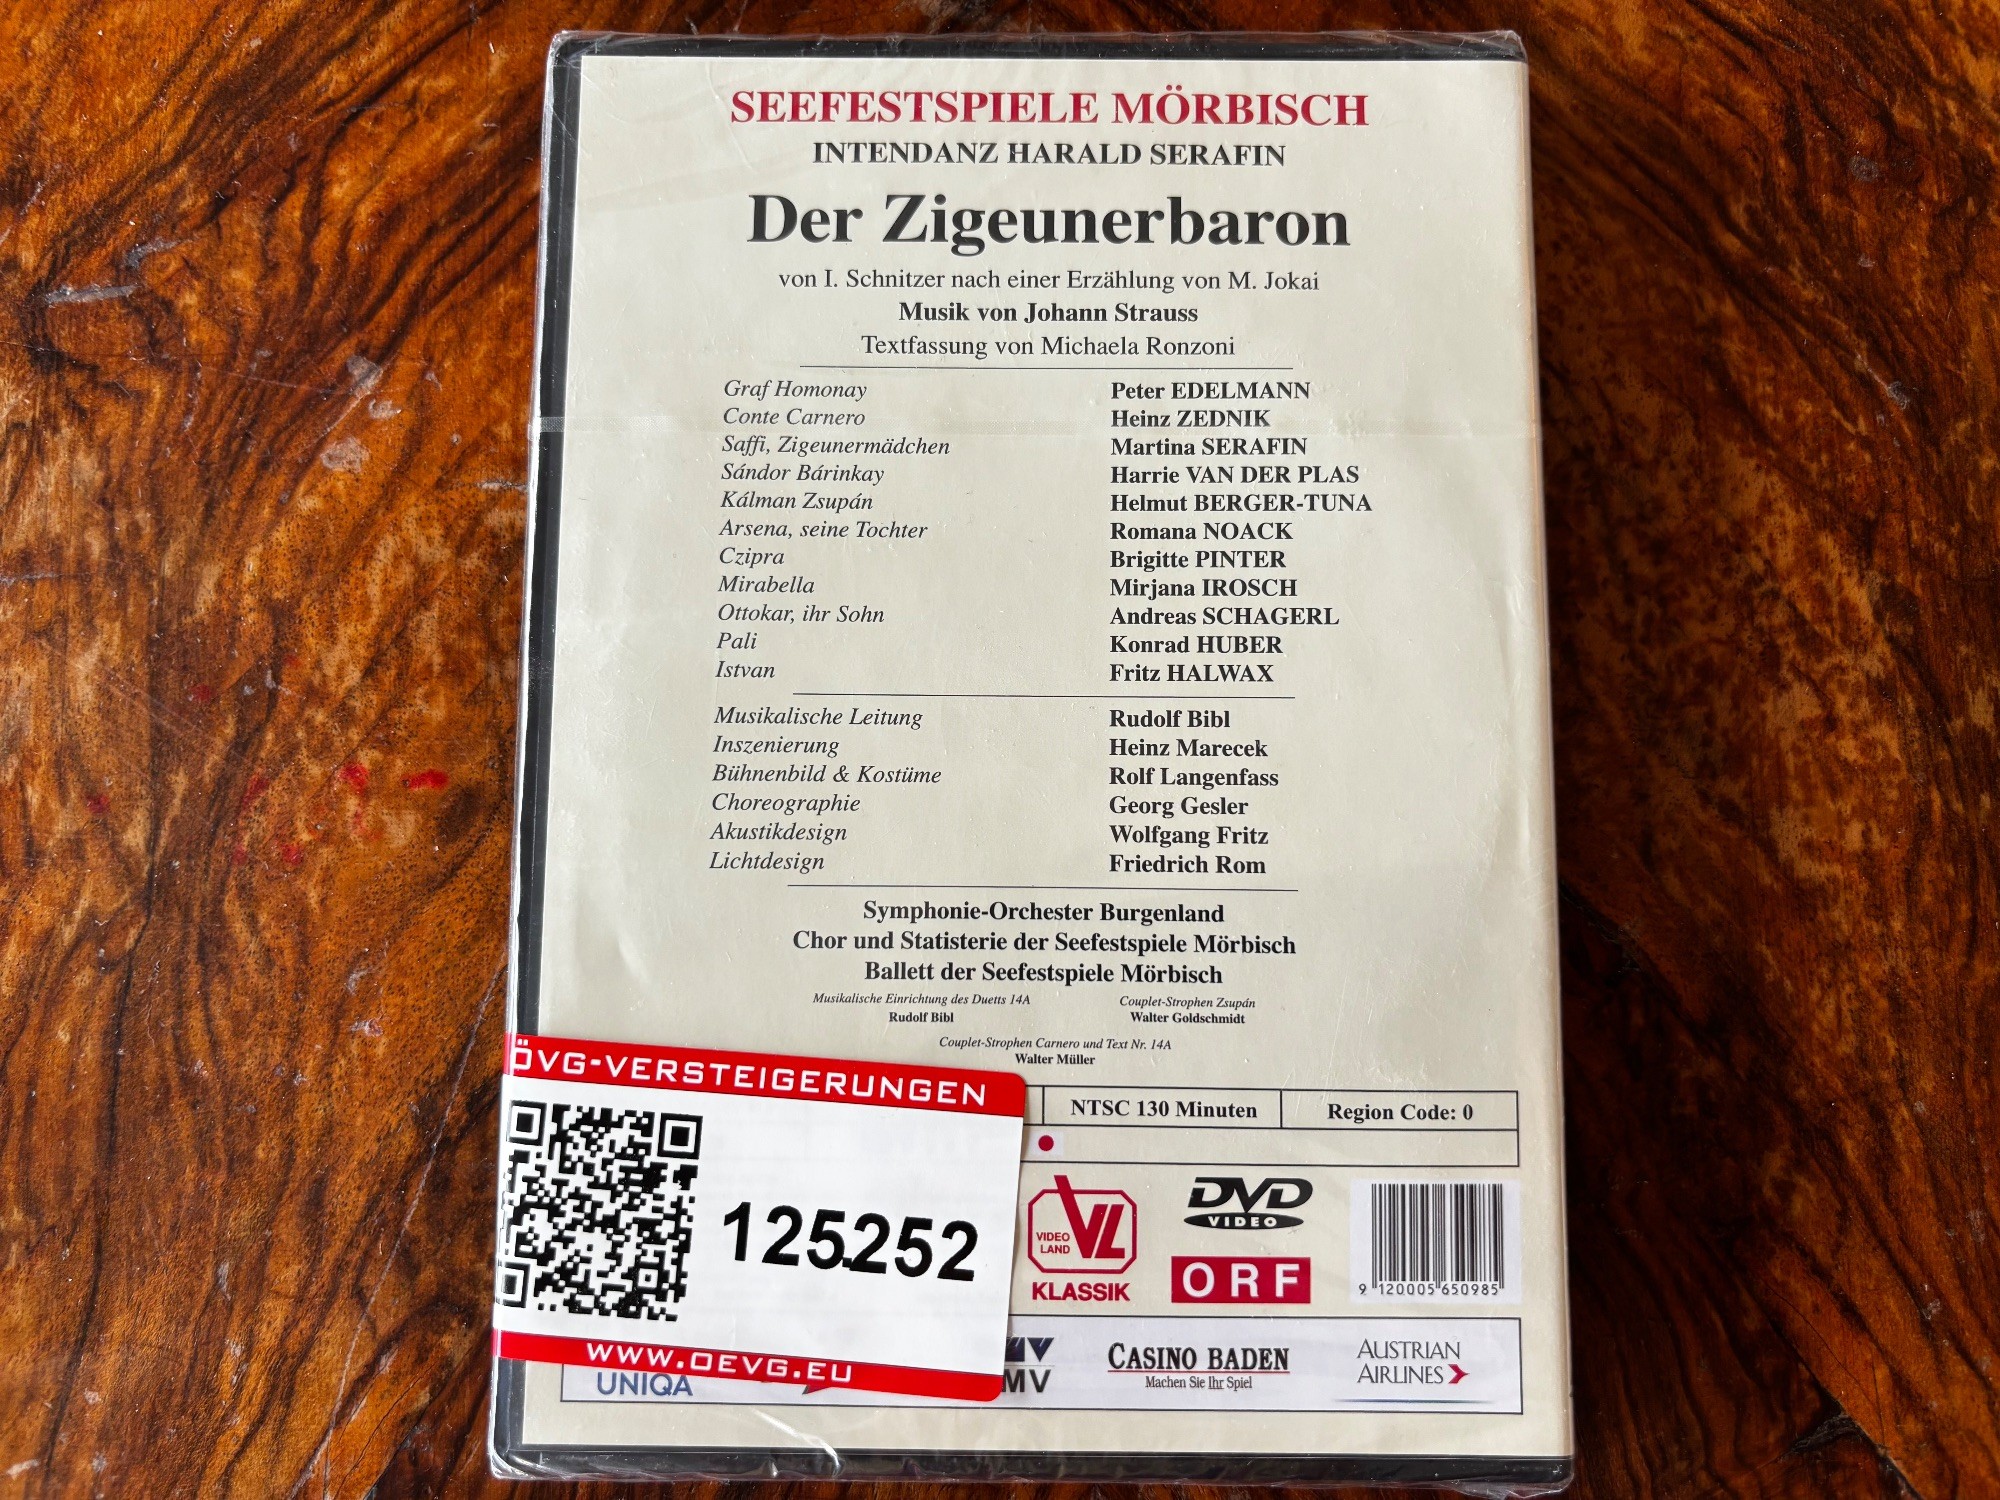 SEEFESTSPIELE MÖRBISCH
INTENDANZ HARALD SERAFIN
Der Zigeunerbaron
von I. Schnitzer nach einer Erzählung von M. Jokai
Musik von Johann Strauss
Textfassung von Michaela Ronzoni
Graf Homonay Peter EDELMANN
Conte Carnero Heinz ZEDNIK
Saffi, Zigeunermädchen Martina SERAFIN
Sándor Bárinkay Harrie VAN DER PLAS
Kálman Zsupán Helmut BERGER-TUNA
Arsena, seine Tochter Romana NOACK
Czipra Brigitte PINTER
Mirabella Mirjana IROSCH
Ottokar, ihr Sohn Andreas SCHAGERL
Pali Konrad HUBER
Istvan Fritz HALWAX
Musikalische Leitung Rudolf Bibl
Inszenierung Heinz Marecek
Bühnenbild & Kostüme Rolf Langenfass
Choreographie Georg Gesler
Akustikdesign Wolfgang Fritz
Lichtdesign Friedrich Rom
Symphonie-Orchester Burgenland
Chor und Statisterie der Seefestspiele Mörbisch
Ballett der Seefestspiele Mörbisch
Musikalische Einrichtung des Duetts 14A Couplet-Strophen Zsupán
Rudolf Bibl Walter Goldschmidt
Couplet-Strophen Carnero und Text Nr. 14A
Walter Müller
ÖVG-VERSTEIGERUNGEN
125.252
WWW.OEVG.EU
NTSC 130 Minuten Region Code: 0
VIDEO LAND VL
KLASSIK
DVD
VIDEO
ORF
9 120005 650985
UNIQA
MV
CASINO BADEN
Machen Sie Ihr Spiel
AUSTRIAN
AIRLINES